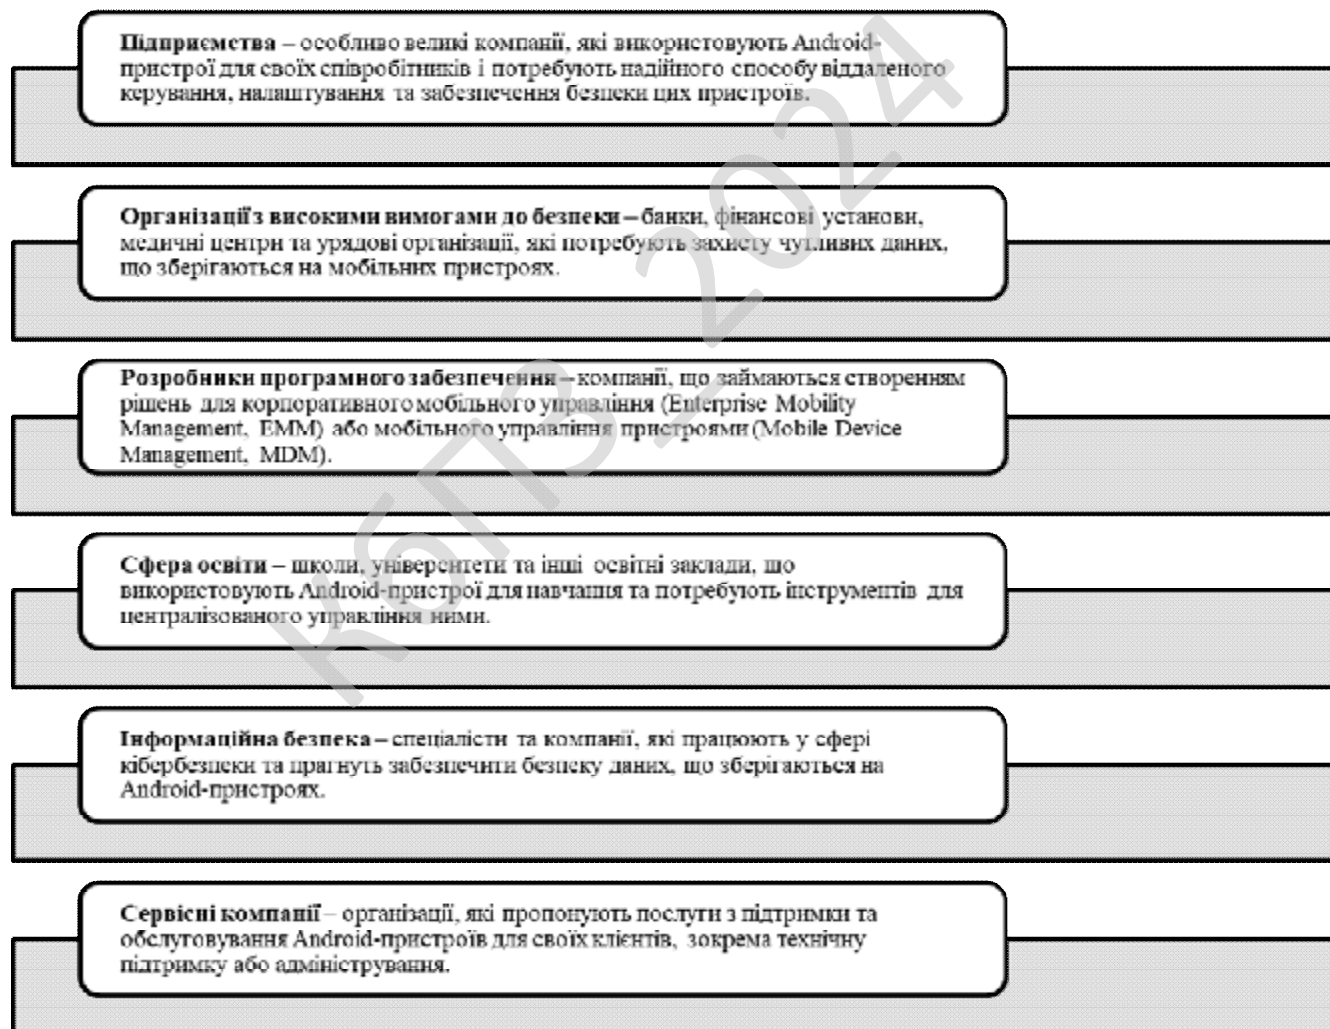 Підприємства – особливо великі компанії, які використовують Android-
пристрої для своїх співробітників і потребують надійного способу віддаленого
керування, налаштування та забезпечення безпеки цих пристроїв.
Організації з високими вимогами до безпеки – банки, фінансові установи,
медичні центри та урядові організації, які потребують захисту чутливих даних,
що зберігаються на мобільних пристроях.
Розробники програмного забезпечення – компанії, що займаються створенням
рішень для корпоративного мобільного управління (Enterprise Mobility
Management, EMM) або мобільного управління пристроями (Mobile Device
Management, MDM).
Сфера освіти – школи, університети та інші освітні заклади, що
використовують Android-пристрої для навчання та потребують інструментів для
централізованого управління ними.
Інформаційна безпека – спеціалісти та компанії, які працюють у сфері
кібербезпеки та прагнуть забезпечити безпеку даних, що зберігаються на
Android-пристроях.
Сервісні компанії – організації, які пропонують послуги з підтримки та
обслуговування Android-пристроїв для своїх клієнтів, зокрема технічну
підтримку або адміністрування.
КбПЗ_2024